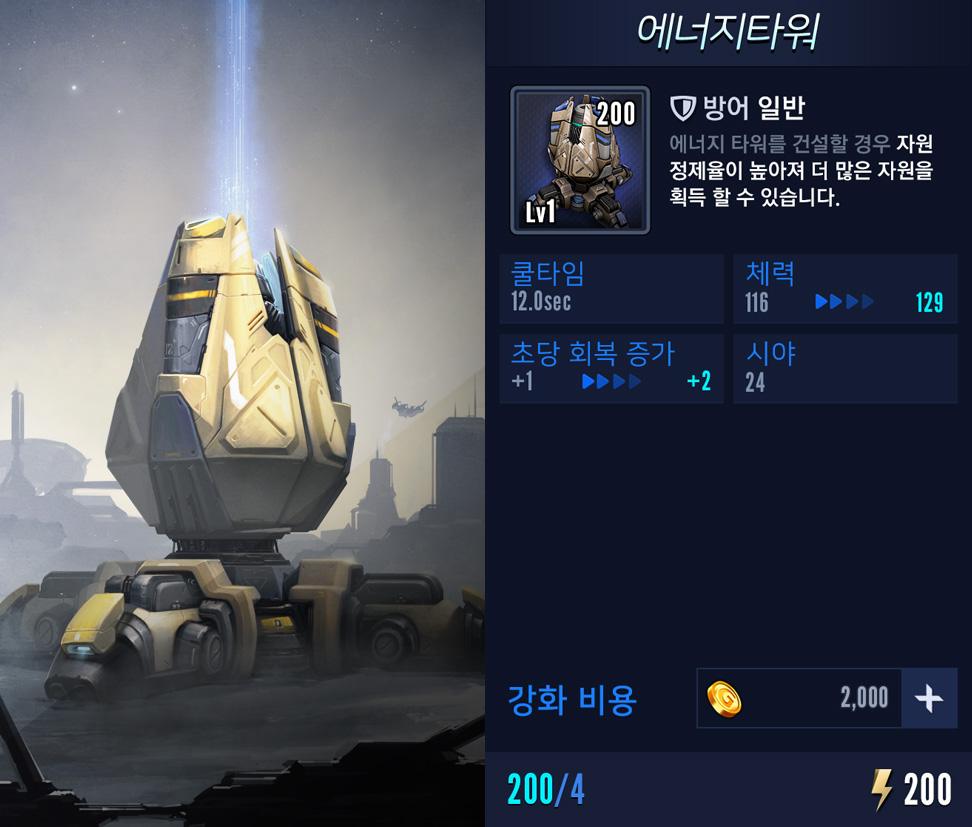 에너지타워
200
Lv1
방어 일반
에너지 타워를 건설할 경우 자원
정제율이 높아져 더 많은 자원을
획득 할 수 있습니다.
쿨타임
12.0sec
체력
116 129
초당 회복 증가
+1 +2
시야
24
강화 비용
2,000
200/4
200